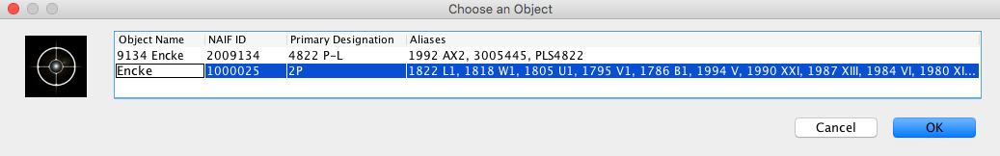 Choose an Object
Object Name NAIF ID Primary Designation Aliases
9134 Encke 2009134 4822 P-L 1992 AX2, 3005445, PLS4822
Encke 1000025 2P 1822 L1, 1818 W1, 1805 U1, 1795 V1, 1786 B1, 1994 V, 1990 XXI, 1987 XIII, 1984 VI, 1980 XI...
Cancel OK